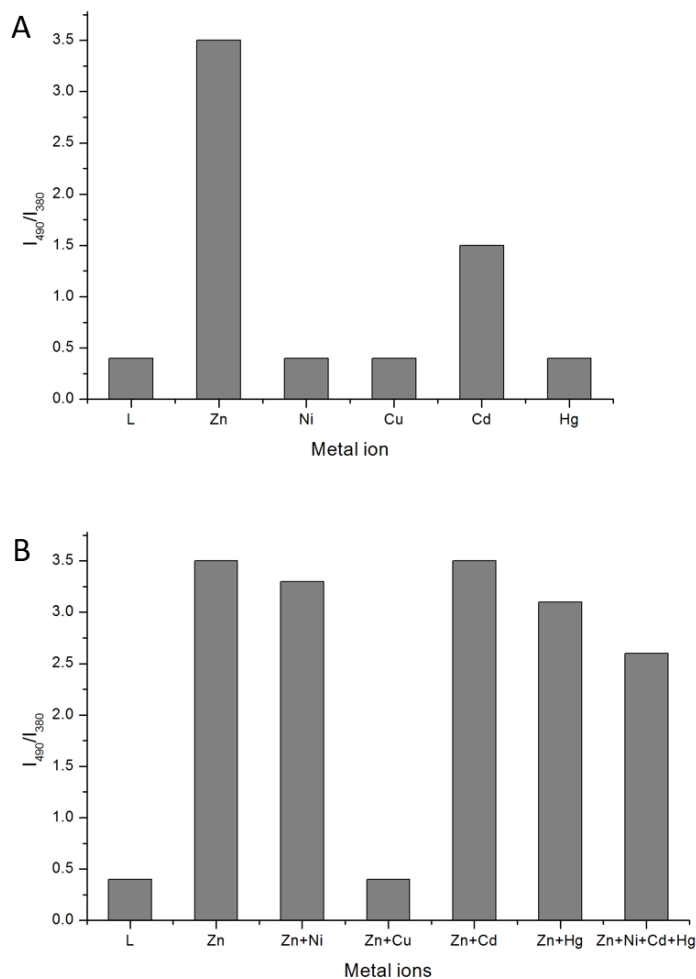 A
3.5
3.0
2.5
2.0
1.5
1.0
0.5
0.0
I490/I380
L Zn Ni Cu Cd Hg
Metal ion
B
3.5
3.0
2.5
2.0
1.5
1.0
0.5
0.0
I490/I380
L Zn Zn+Ni Zn+Cu Zn+Cd Zn+Hg Zn+Ni+Cd+Hg
Metal ions